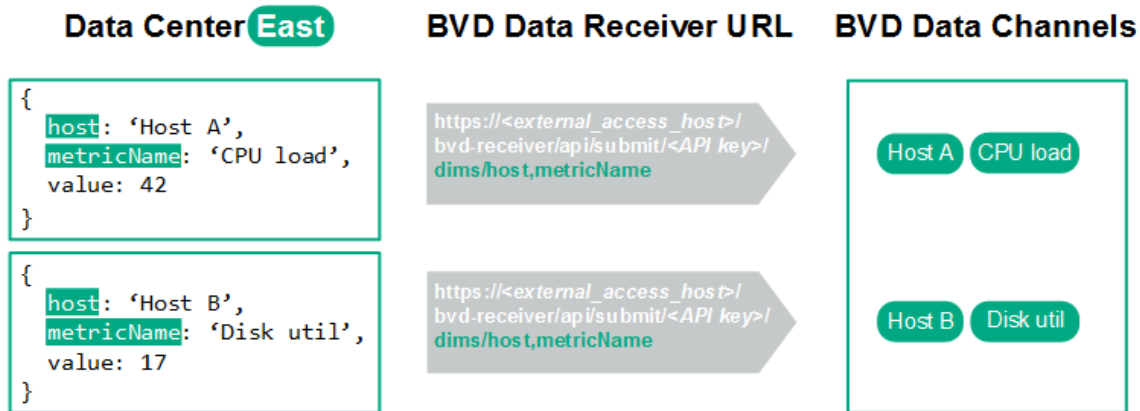 Data Center East
BVD Data Receiver URL
BVD Data Channels
{
host: ‘Host A’,
metricName: ‘CPU load’,
value: 42
}
https://<external_access_host>/
bvd-receiver/api/submit/<API key>/
dims/host,metricName
Host A CPU load
{
host: ‘Host B’,
metricName: ‘Disk util’,
value: 17
}
https://<external_access_host>/
bvd-receiver/api/submit/<API key>/
dims/host,metricName
Host B Disk util